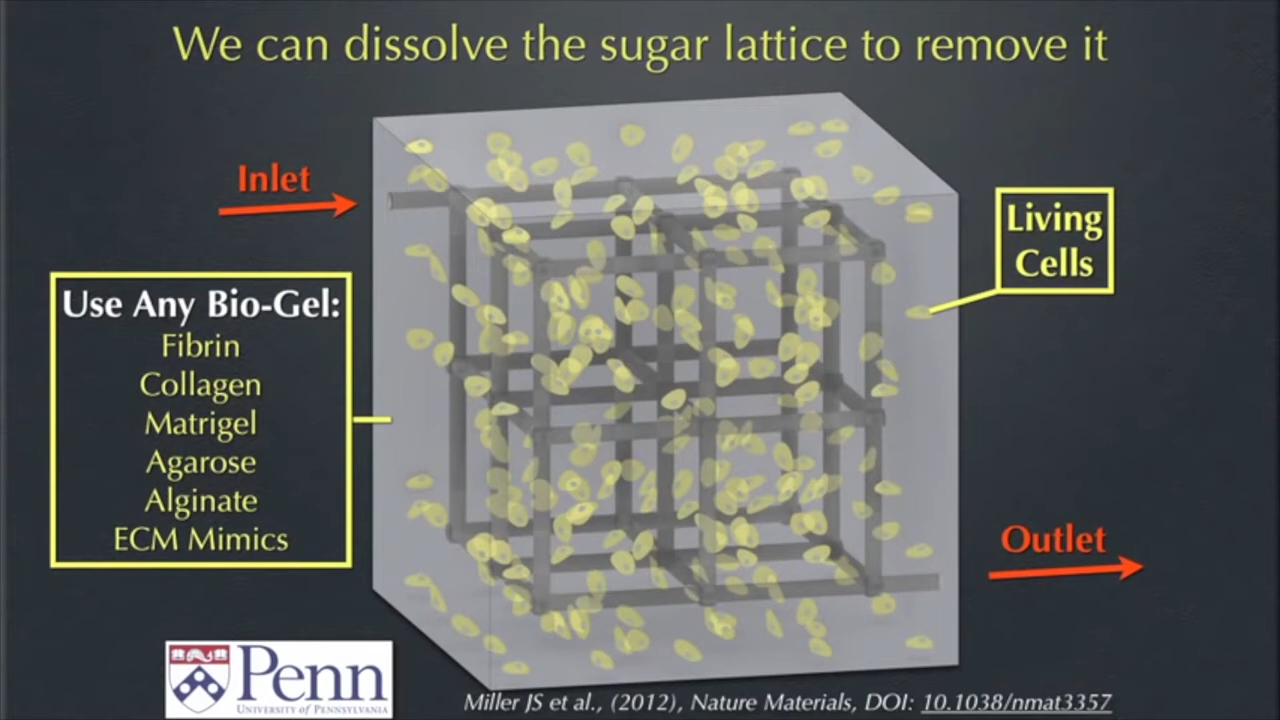 We can dissolve the sugar lattice to remove it
Inlet
Living
Cells
Use Any Bio-Gel:
Fibrin
Collagen
Matrigel
Agarose
Alginate
ECM Mimics
Outlet
Penn
UNIVERSITY of PENNSYLVANIA
Miller JS et al., (2012), Nature Materials, DOI: 10.1038/nmat3357